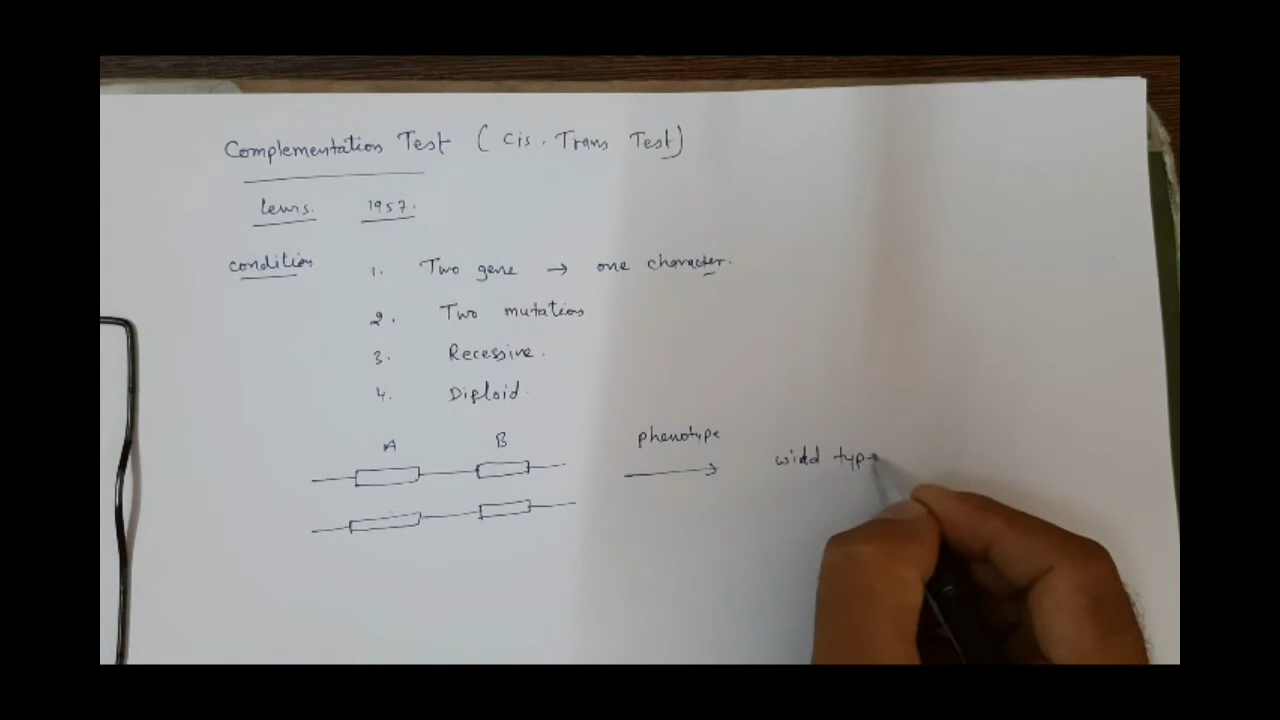 Complementation Test ( Cis. Trans Test)
Lewis. 1957.
condition 1. Two gene → one character.
2. Two mutation
3. Recessive.
4. Diploid.
A B phenotype
wild type